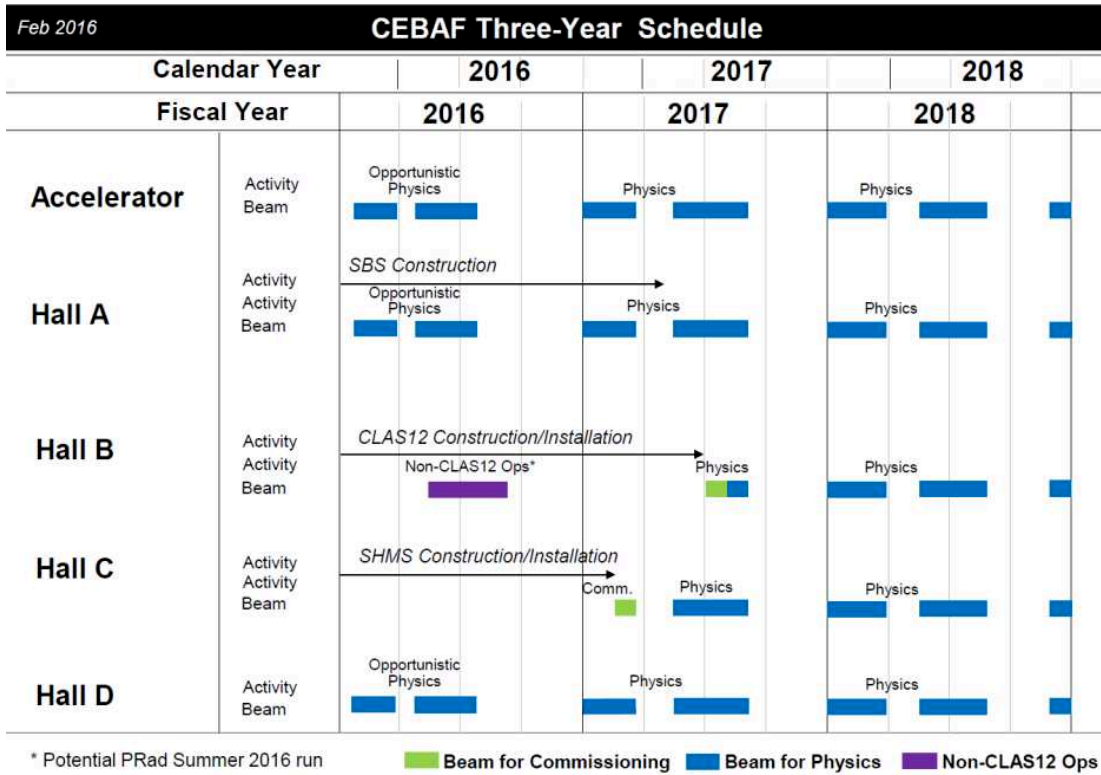 Feb 2016 CEBAF Three-Year Schedule
Calendar Year 2016 2017 2018
Fiscal Year 2016 2017 2018
Opportunistic
Physics
Accelerator Activity Physics Physics
Beam
SBS Construction
Activity
Opportunistic
Hall A Activity Physics Physics Physics
Beam
Hall B Activity CLAS12 Construction/Installation
Activity Non-CLAS12 Ops* Physics Physics
Beam
SHMS Construction/Installation
Hall C Activity
Activity Comm. Physics Physics
Beam
Opportunistic
Physics
Hall D Activity Physics Physics
Beam
* Potential PRad Summer 2016 run Beam for Commissioning Beam for Physics Non-CLAS12 Ops